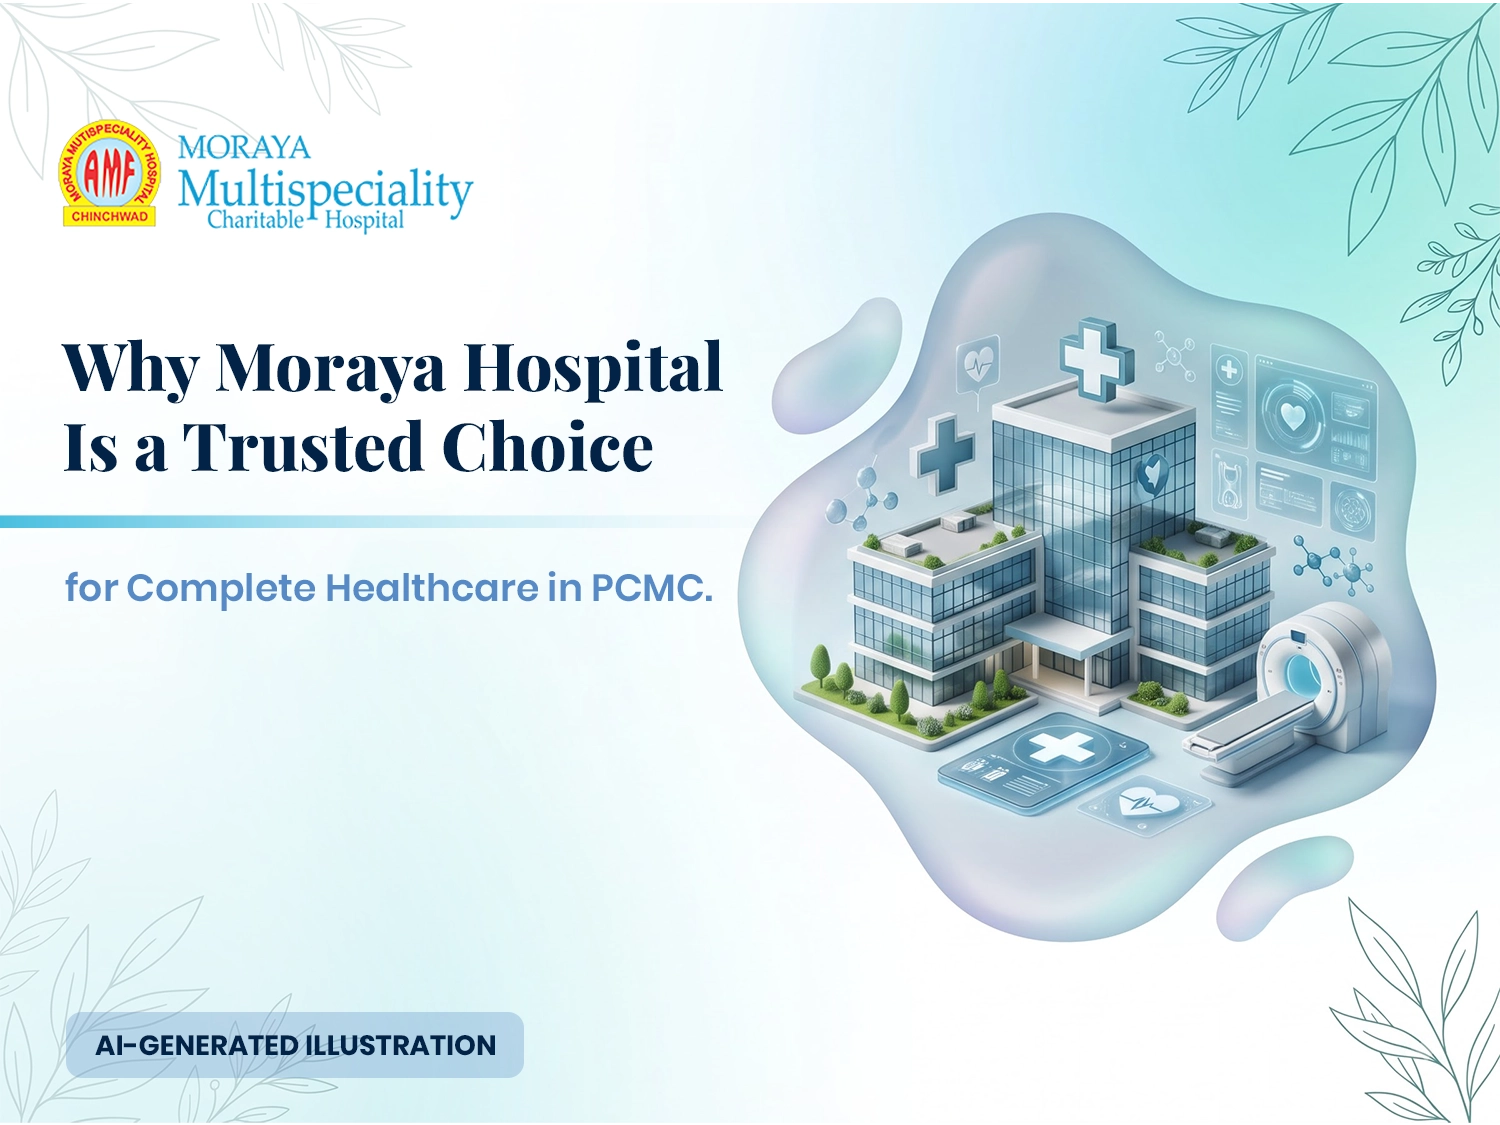 MORAYA MUTISPECIALITY HOSPITAL
AMF
CHINCHWAD
MORAYA
Multispeciality
Charitable Hospital
Why Moraya Hospital
Is a Trusted Choice
for Complete Healthcare in PCMC.
AI-GENERATED ILLUSTRATION